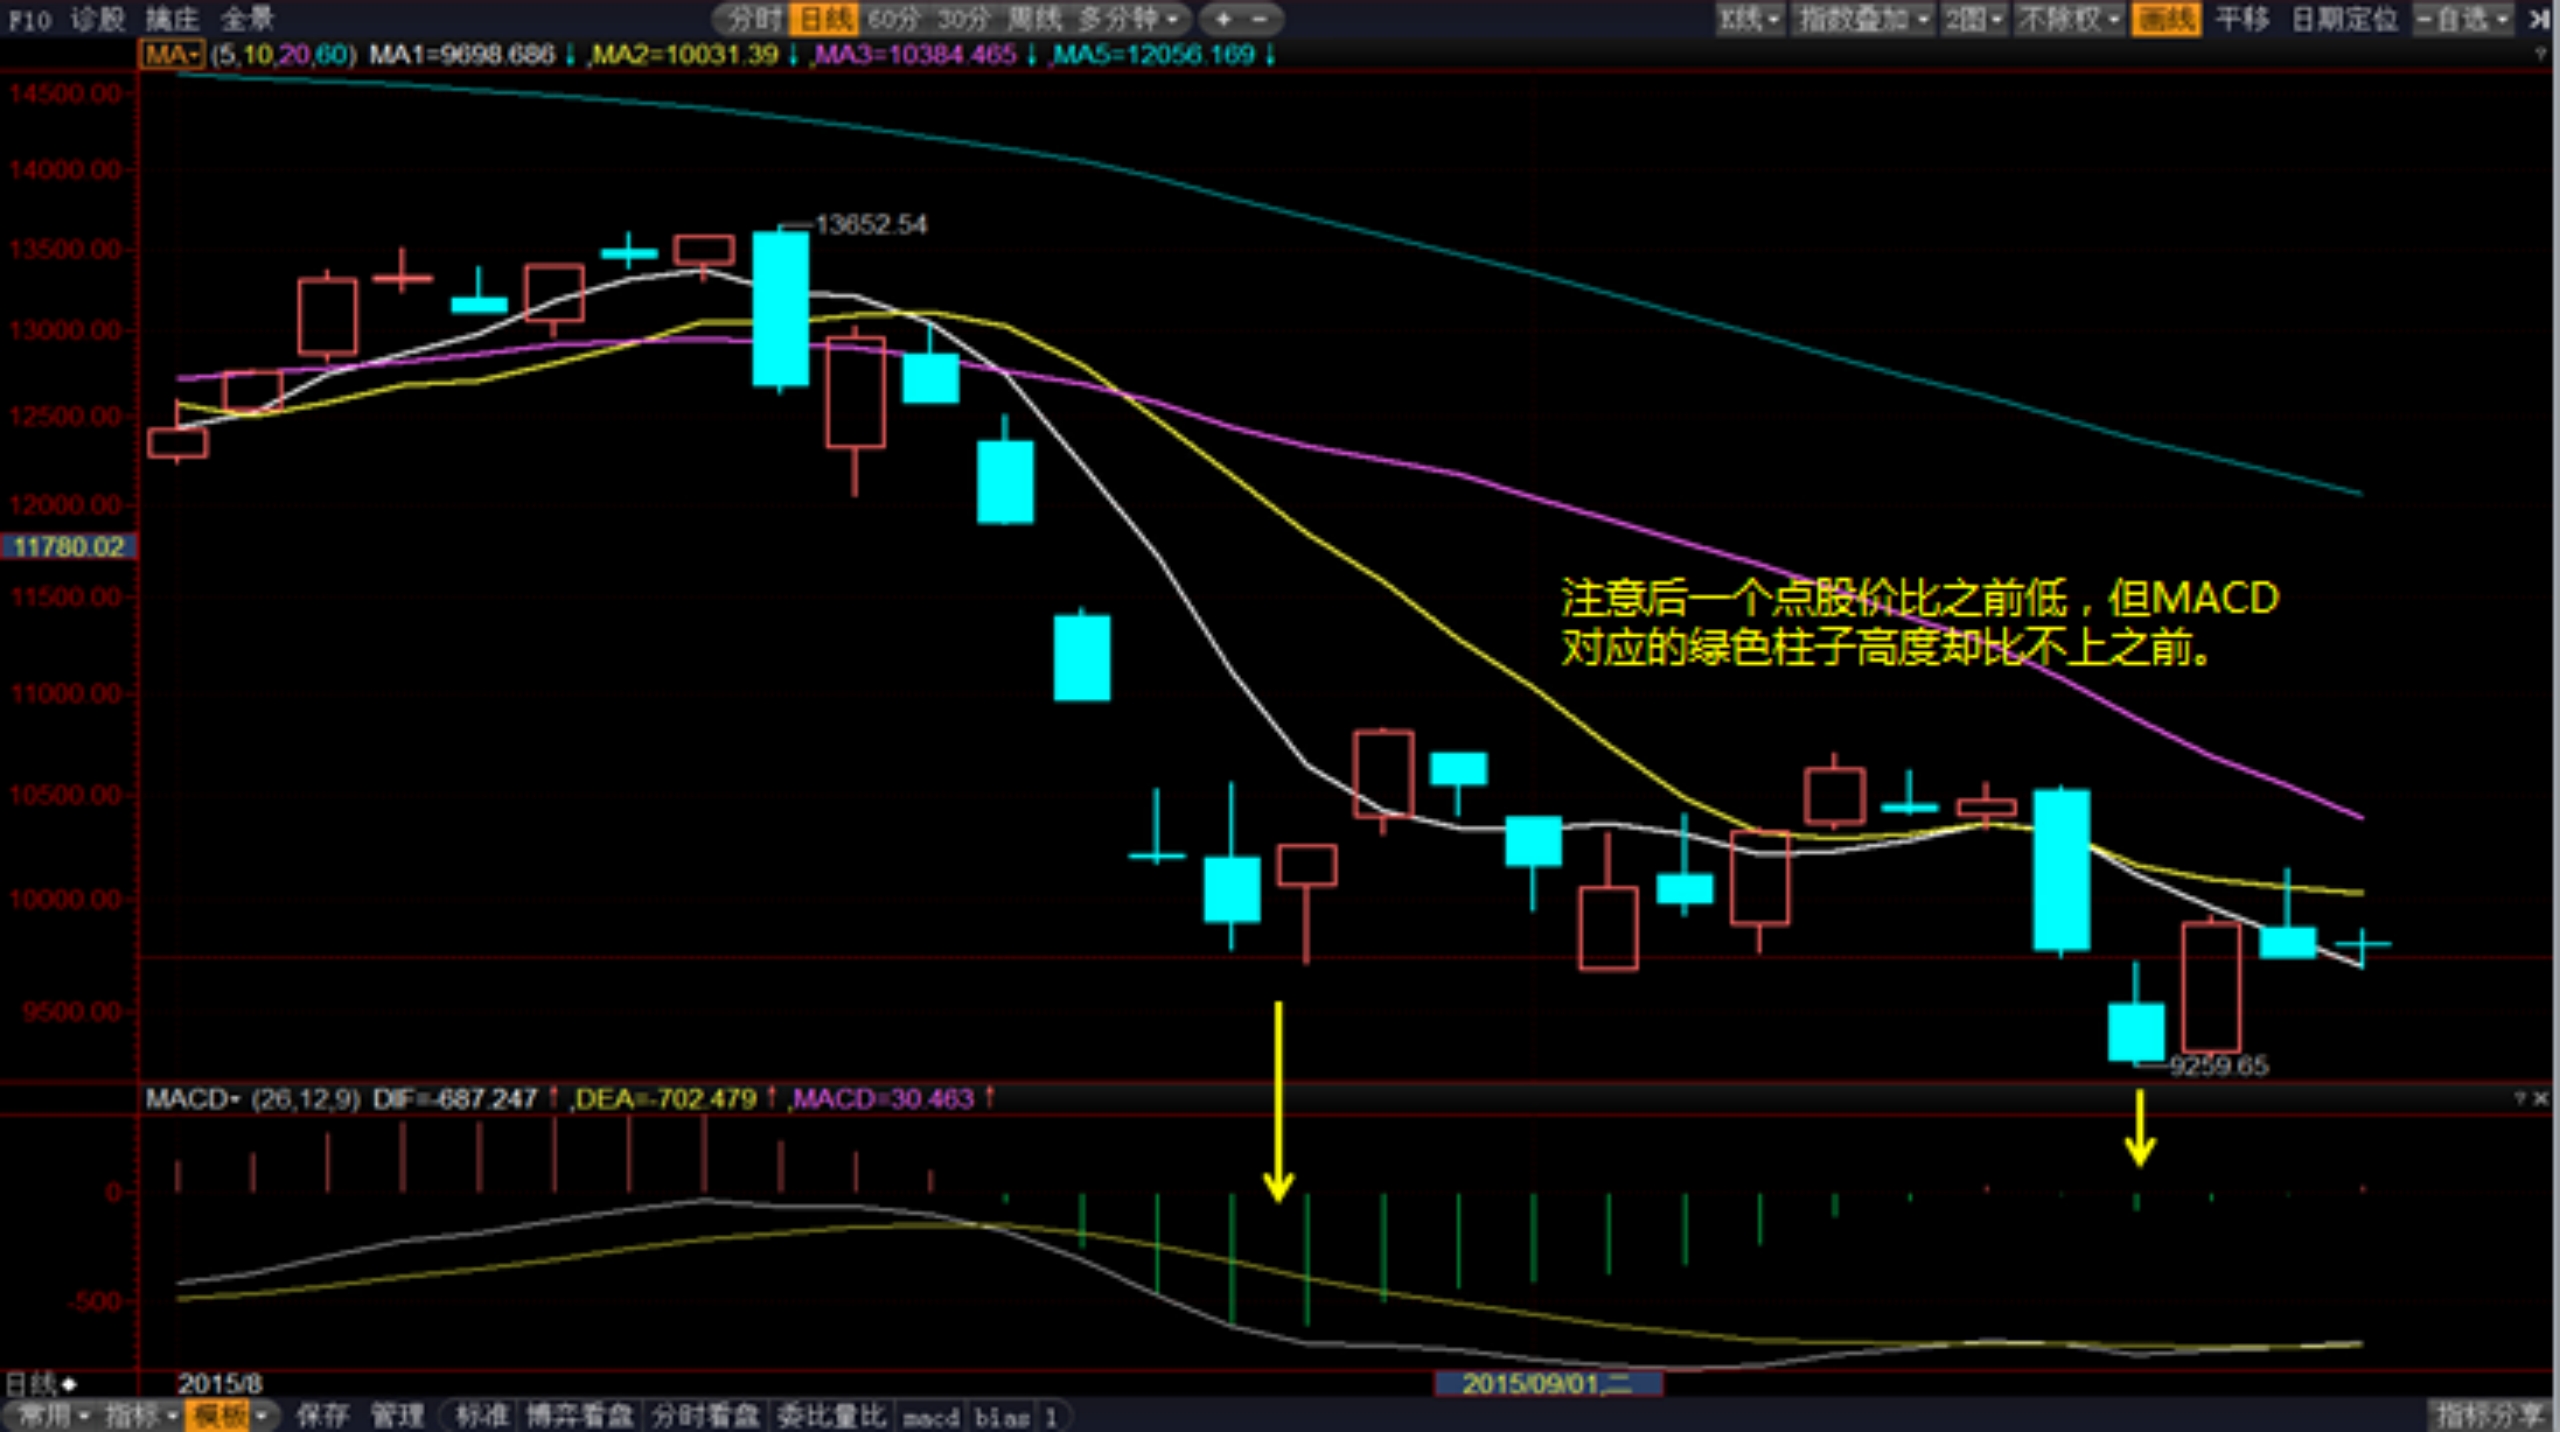 F10 诊股 擒庄 全景 分时 日线 60分 30分 周线 多分钟 + - K线 指数叠加 2图 不除权 画线 平移 日期定位 -自选
MA (5,10,20,60) MA1=9698.686↓ ,MA2=10031.39↓ ,MA3=10384.465↓ ,MA5=12056.169↓ ?
14500.00
14000.00
13652.54
13500.00
13000.00
12500.00
12000.00
11780.02
11500.00
注意后一个点股价比之前低，但MACD
对应的绿色柱子高度却比不上之前。
11000.00
10500.00
10000.00
9500.00
9259.65
MACD (26,12,9) DIF=-687.247↑ ,DEA=-702.479↑ ,MACD=30.463↑ ? ×
0
-500
日线◆ 2015/8 2015/09/01,二
常用 指标 模板 保存 管理 标准 博弈看盘 分时看盘 委比量比 macd bias 1 指标分享